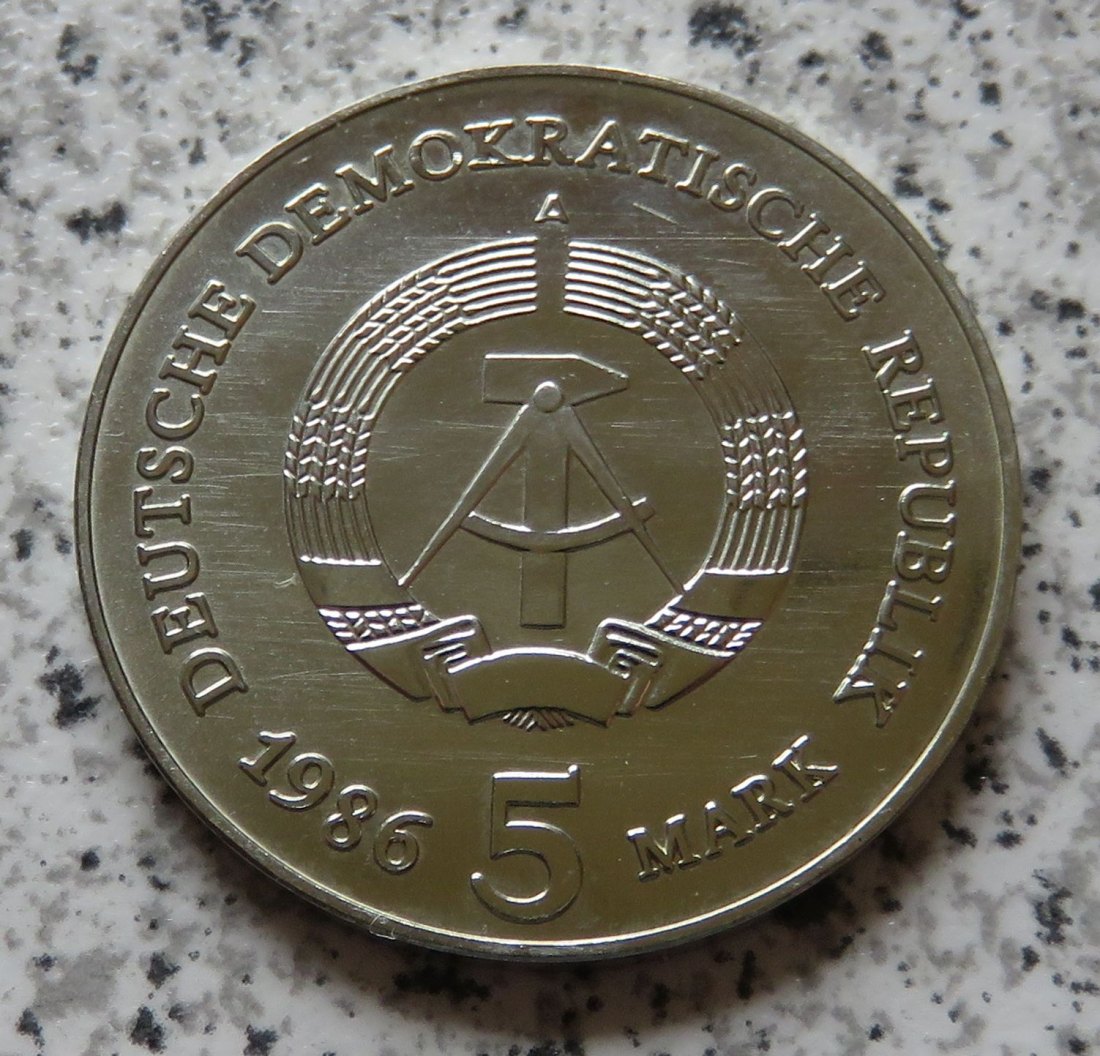 DEUTSCHE DEMOKRATISCHE REPUBLIK
A
1986 5 MARK